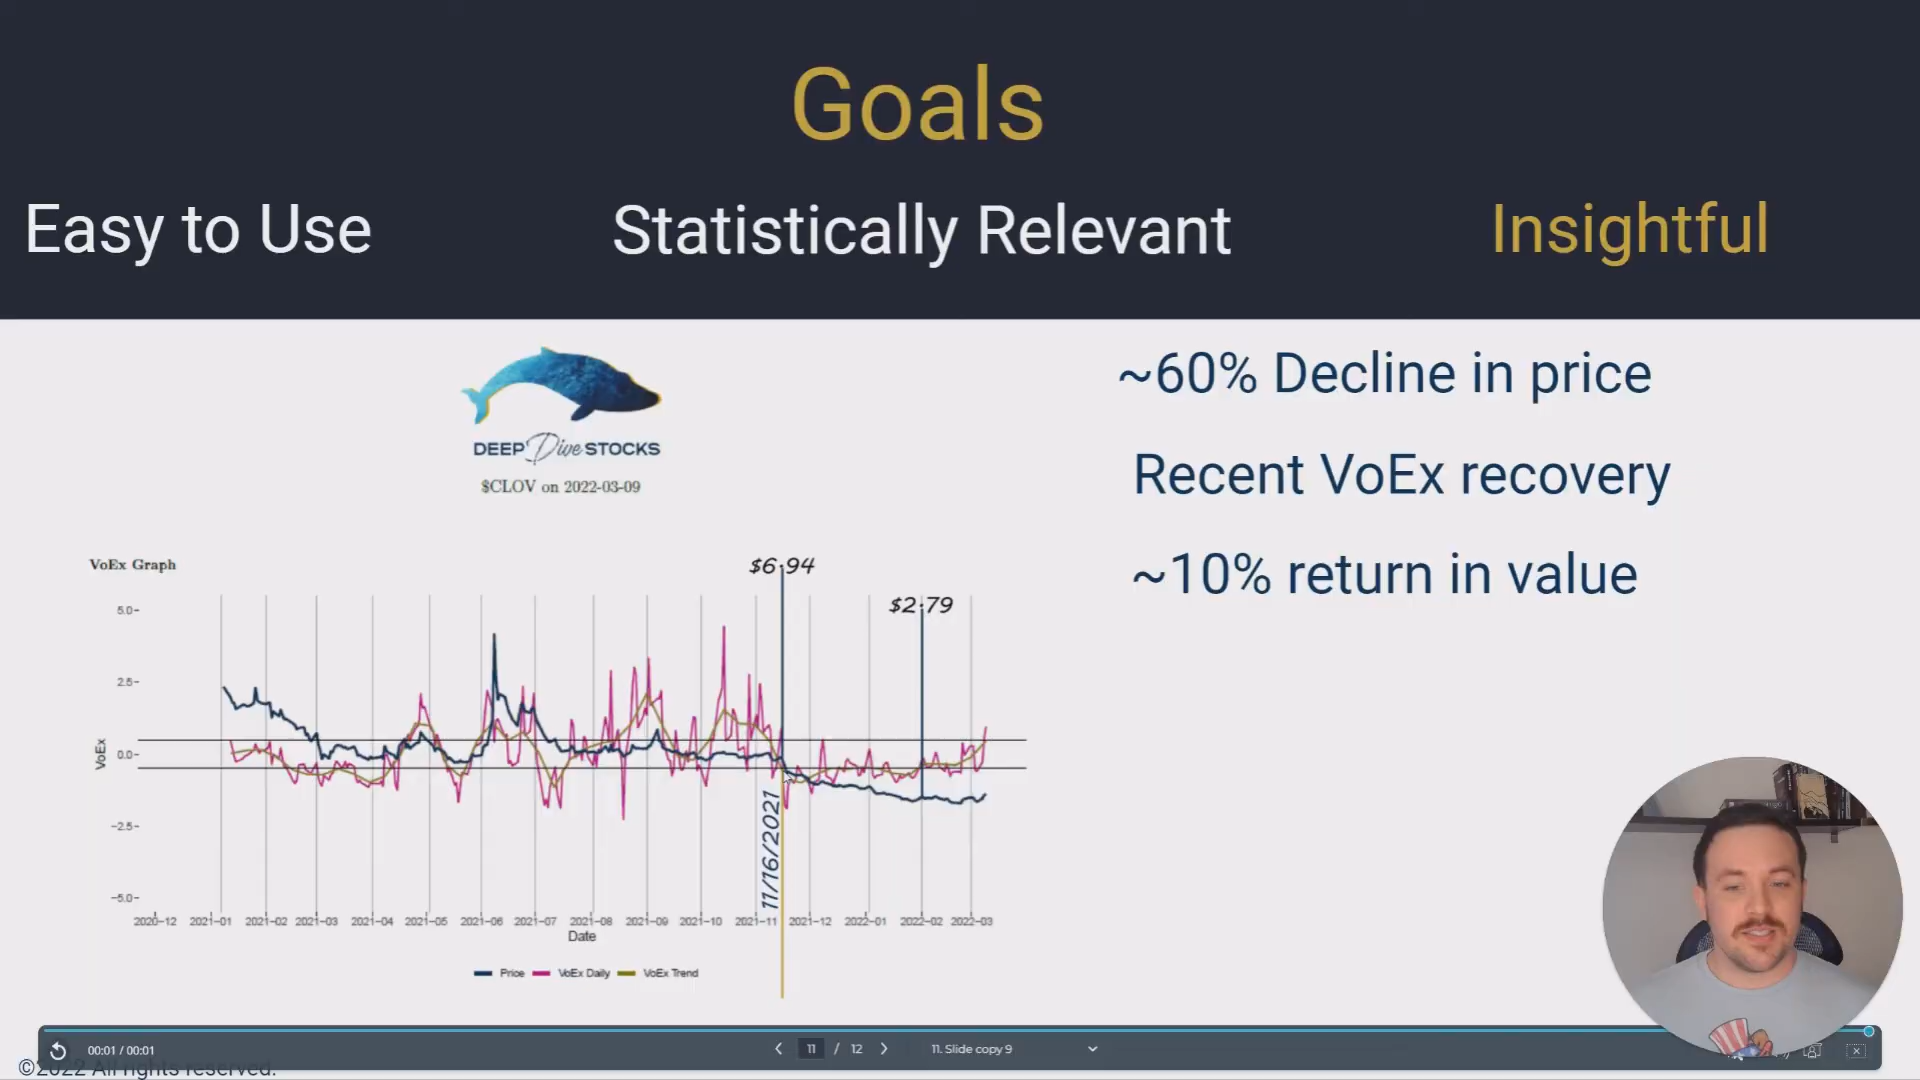 Goals
Easy to Use
Statistically Relevant
Insightful
DEEP Dive STOCKS
$CLOV on 2022-03-09
~60% Decline in price
Recent VoEx recovery
~10% return in value
VoEx Graph
$6.94
$2.79
5.0-
2.5-
0.0-
-2.5-
-5.0-
VoEx
11/16/2021
2020-12 2021-01 2021-02 2021-03 2021-04 2021-05 2021-06 2021-07 2021-08 2021-09 2021-10 2021-11 2021-12 2022-01 2022-02 2022-03
Date
Price VoEx Daily VoEx Trend
00:01 / 00:01
11 / 12
11. Slide copy 9
©2022 All rights reserved.